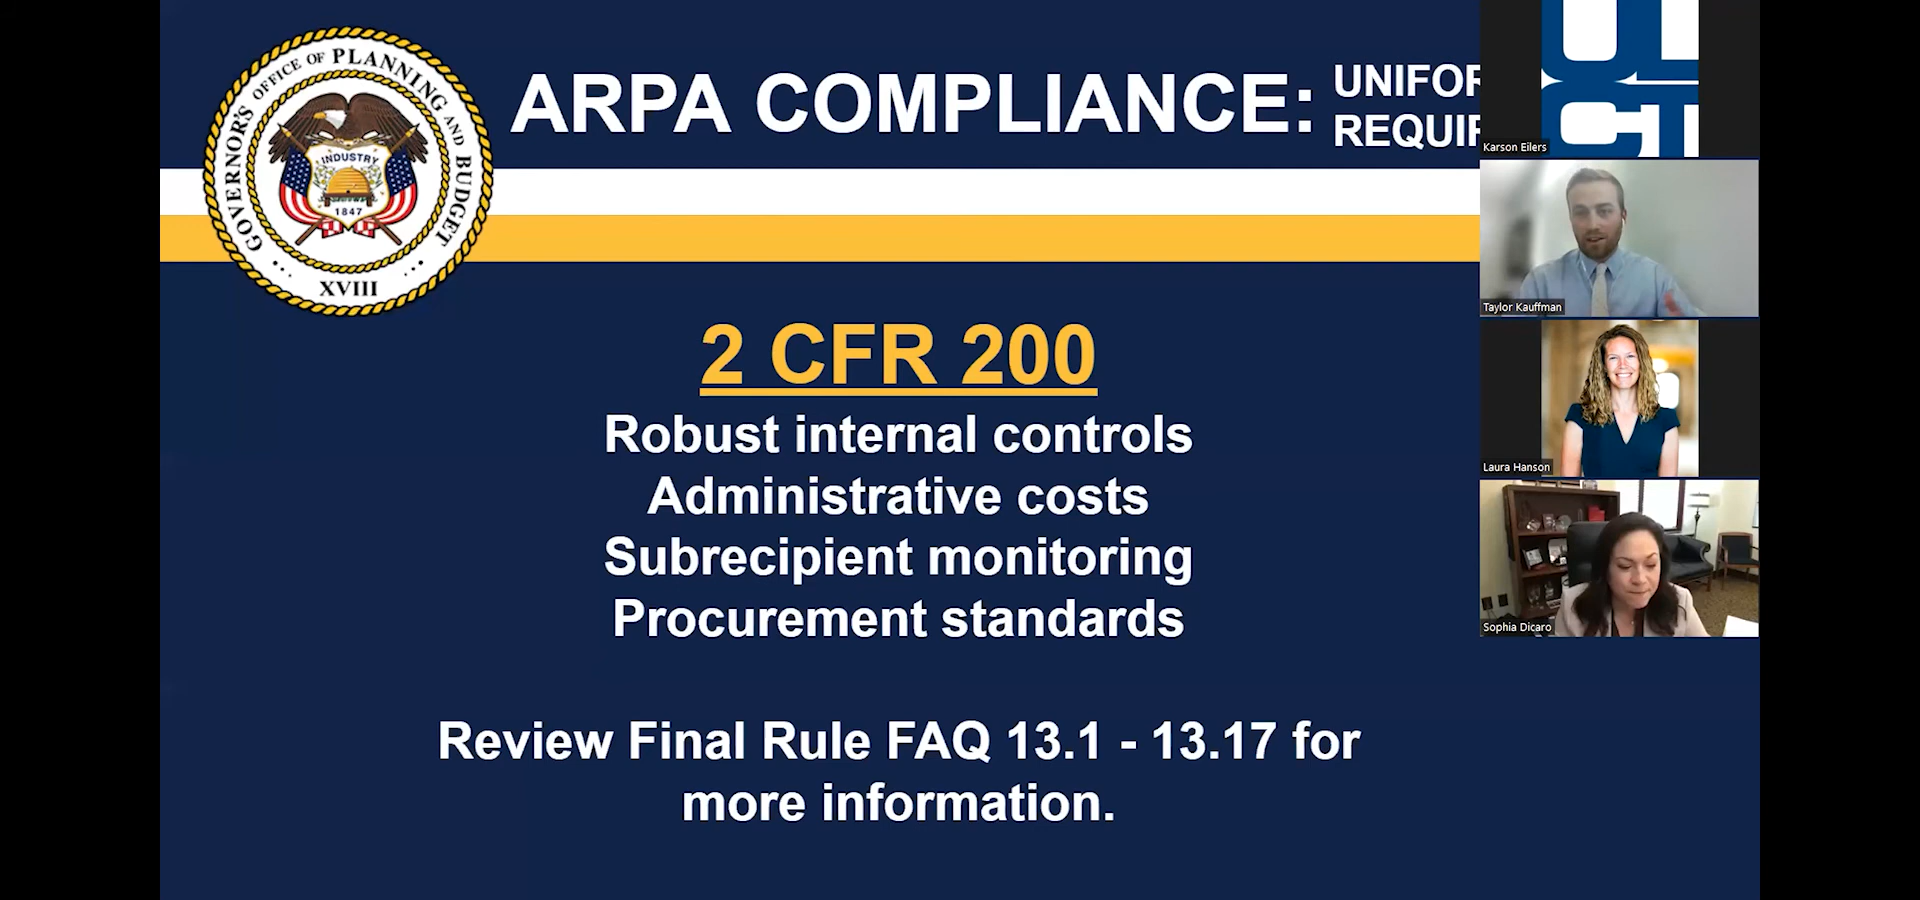 GOVERNOR'S OFFICE OF PLANNING AND BUDGET
INDUSTRY
1847
XVIII
ARPA COMPLIANCE:
UNIFOR
REQUIR
2 CFR 200
Robust internal controls
Administrative costs
Subrecipient monitoring
Procurement standards
Review Final Rule FAQ 13.1 - 13.17 for
more information.
Karson Eilers
Taylor Kauffman
Laura Hanson
Sophia Dicaro